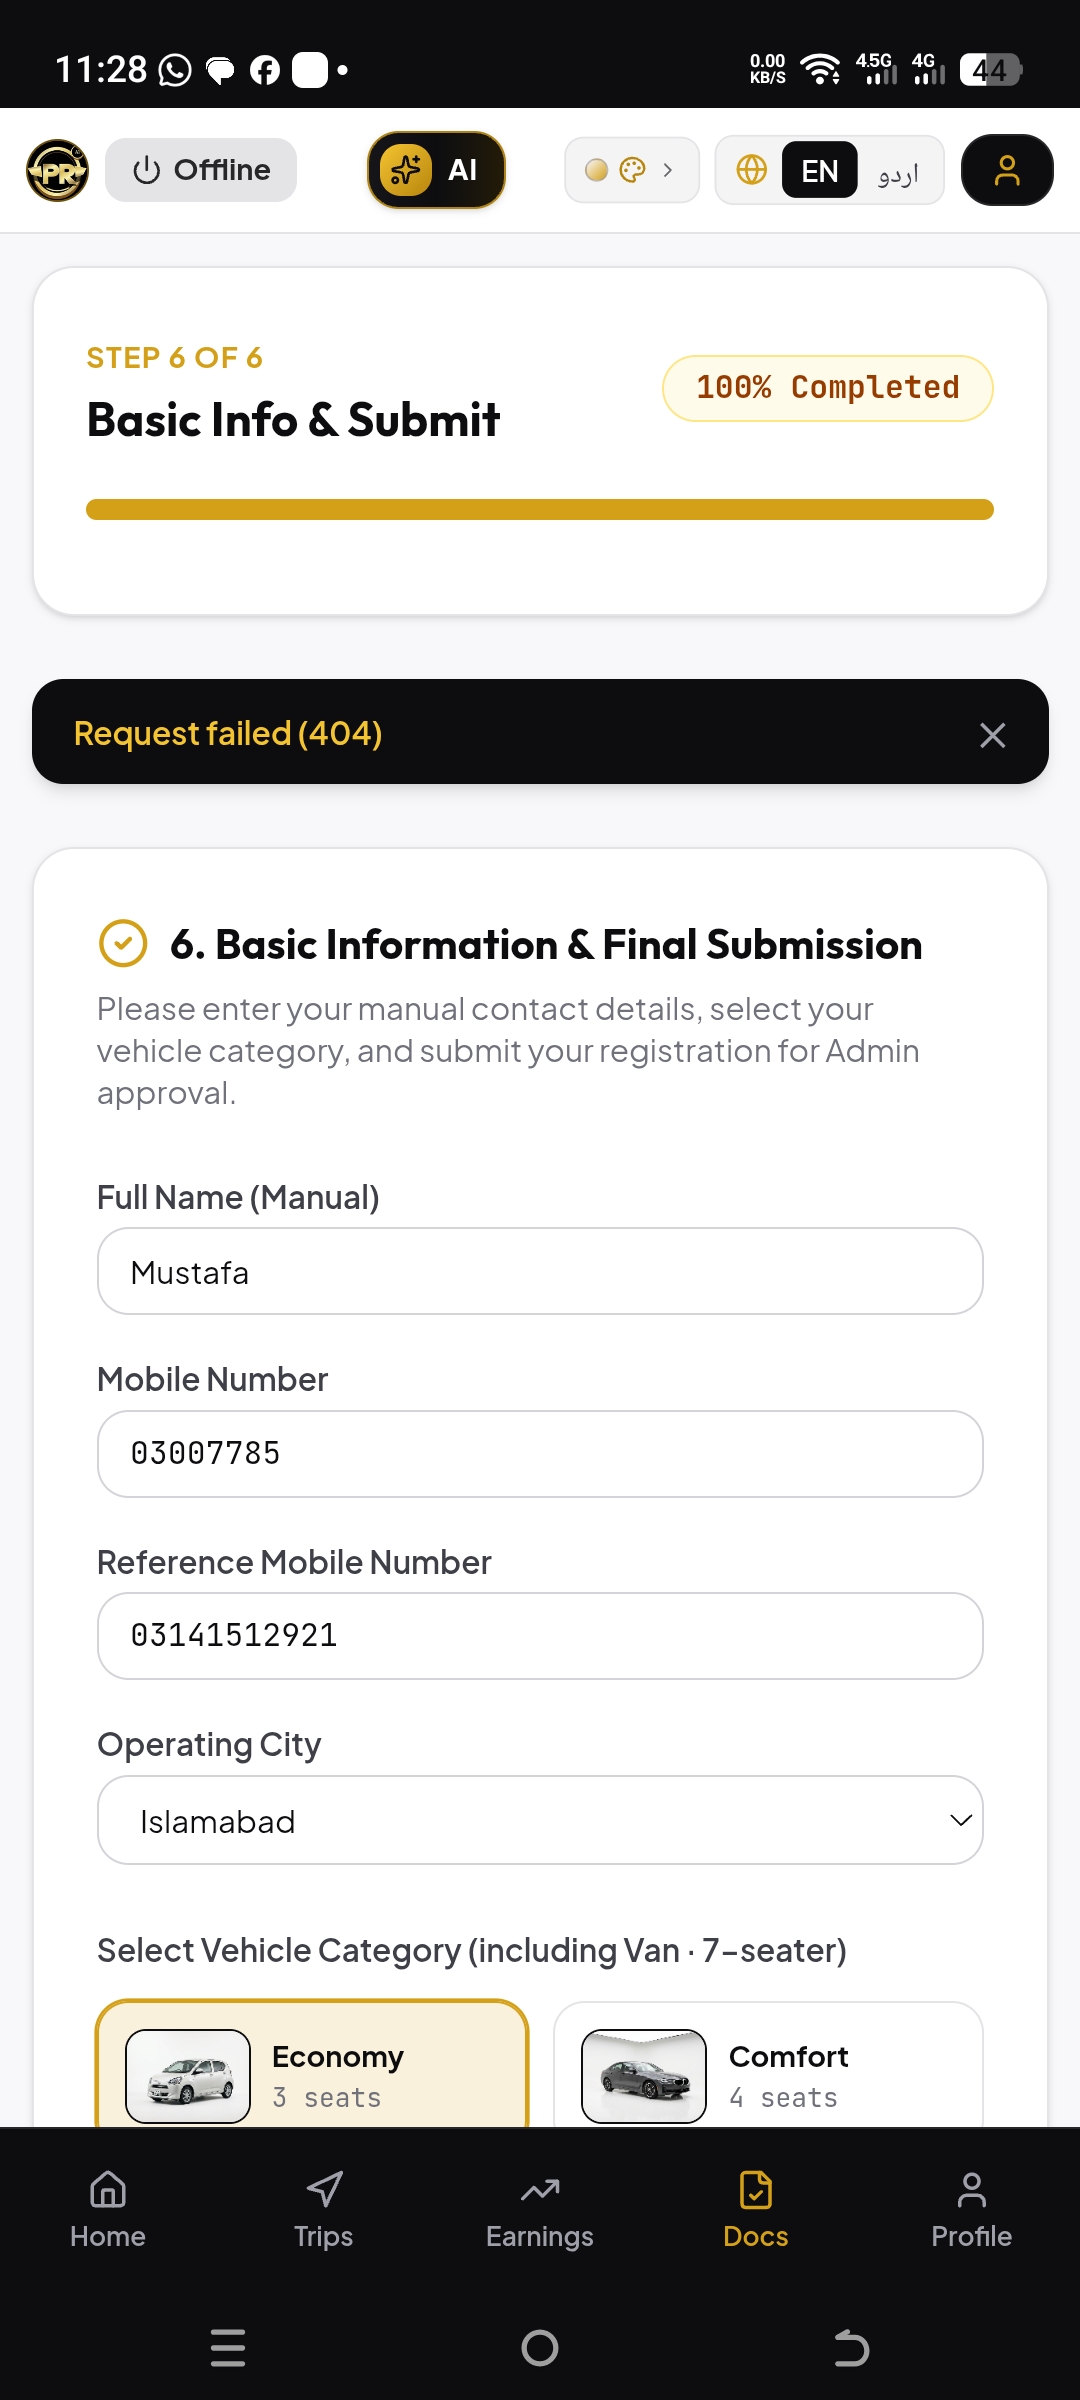 11:28
0.00
KB/S
4.5G
4G
44
PR
Offline
AI
EN
اردو
STEP 6 OF 6
Basic Info & Submit
100% Completed
Request failed (404)
6. Basic Information & Final Submission
Please enter your manual contact details, select your
vehicle category, and submit your registration for Admin
approval.
Full Name (Manual)
Mustafa
Mobile Number
03007785
Reference Mobile Number
03141512921
Operating City
Islamabad
Select Vehicle Category (including Van · 7-seater)
Economy
3 seats
Comfort
4 seats
Home
Trips
Earnings
Docs
Profile